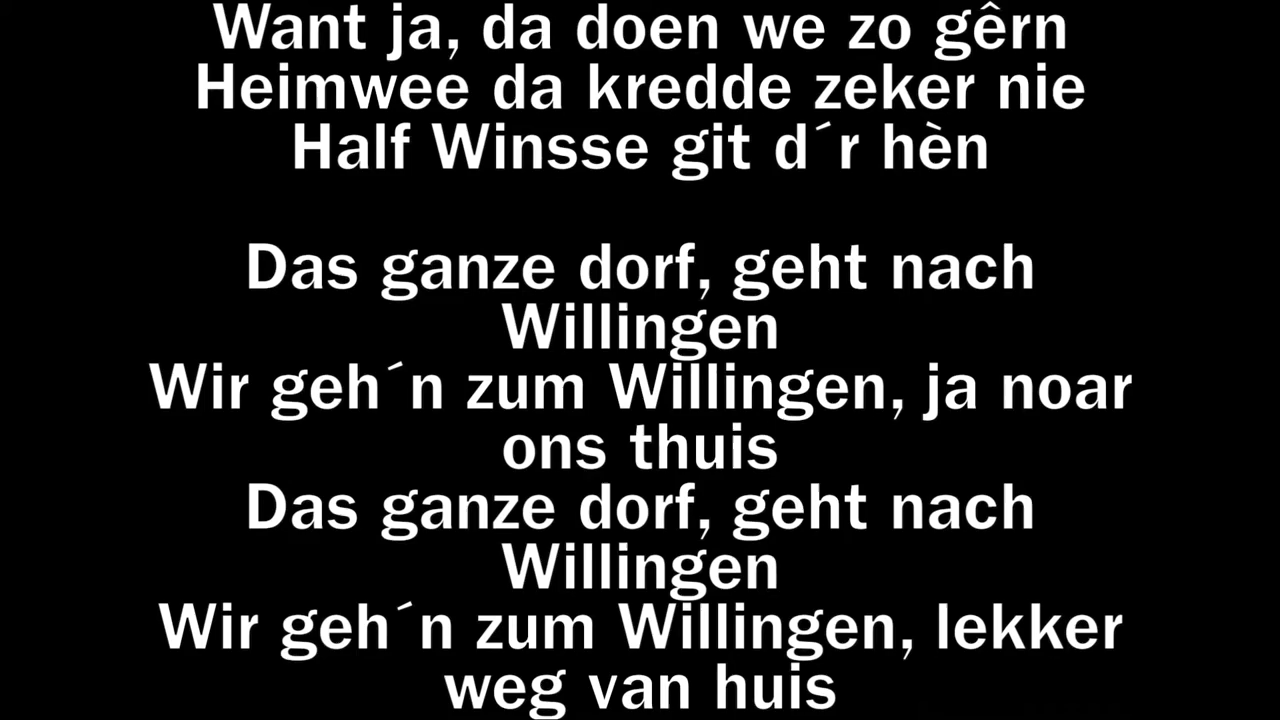 Want ja, da doen we zo gêrn
Heimwee da kredde zeker nie
Half Winsse git d´r hèn
Das ganze dorf, geht nach
Willingen
Wir geh´n zum Willingen, ja noar
ons thuis
Das ganze dorf, geht nach
Willingen
Wir geh´n zum Willingen, lekker
weg van huis